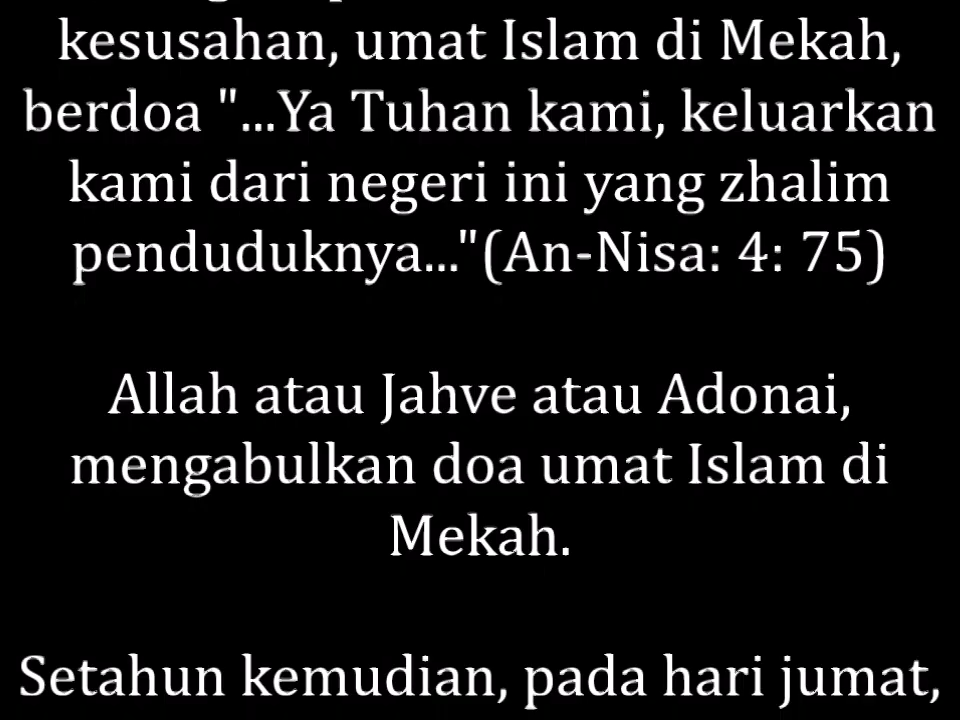 kesusahan, umat Islam di Mekah,
berdoa "...Ya Tuhan kami, keluarkan
kami dari negeri ini yang zhalim
penduduknya..."(An-Nisa: 4: 75)
Allah atau Jahve atau Adonai,
mengabulkan doa umat Islam di
Mekah.
Setahun kemudian, pada hari jumat,